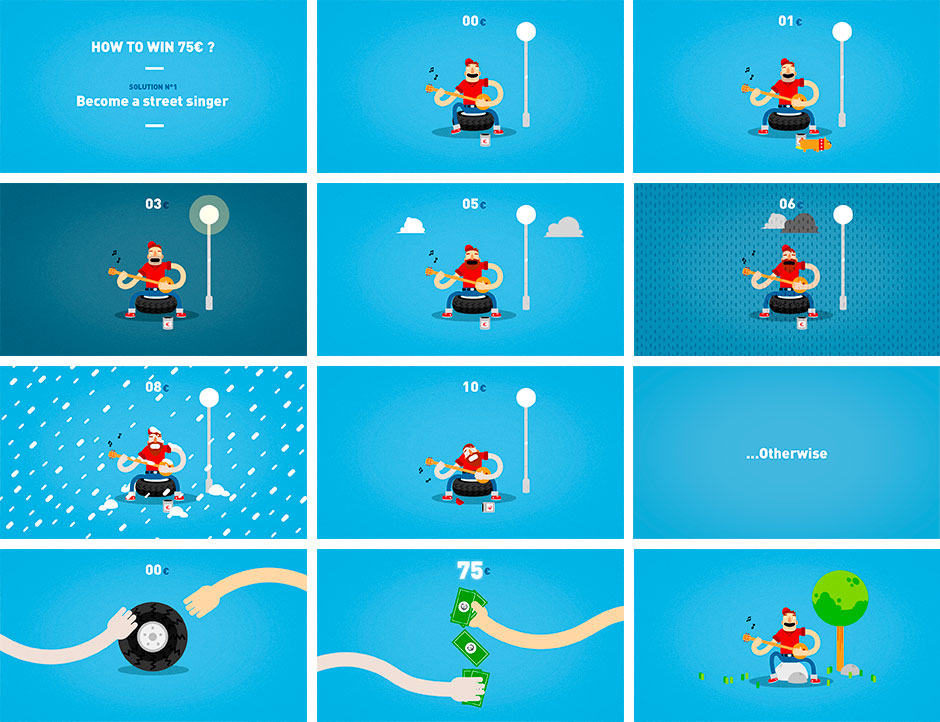 HOW TO WIN 75€ ?
SOLUTION N°1
Become a street singer
00€
01€
03€
05€
06€
08€
10€
...Otherwise
00€
75€